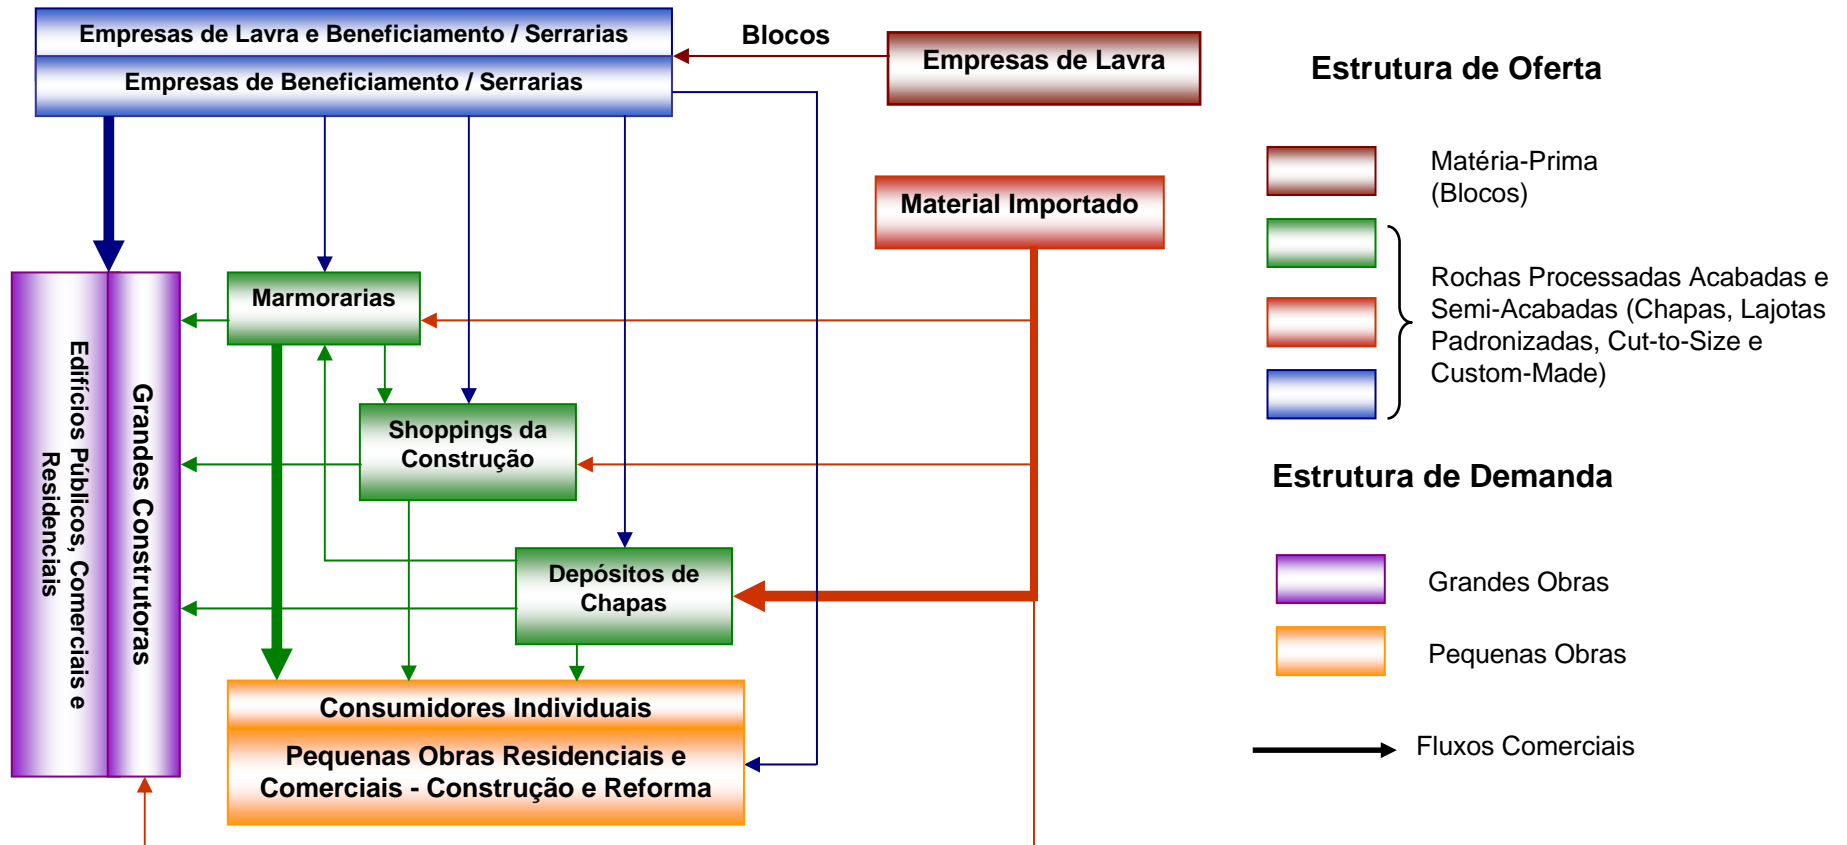 Empresas de Lavra e Beneficiamento / Serrarias
Empresas de Beneficiamento / Serrarias
Blocos
Empresas de Lavra
Material Importado
Edifícios Públicos, Comerciais e
Residenciais
Grandes Construtoras
Marmorarias
Shoppings da
Construção
Depósitos de
Chapas
Consumidores Individuais
Pequenas Obras Residenciais e
Comerciais - Construção e Reforma
Estrutura de Oferta
Matéria-Prima
(Blocos)
Rochas Processadas Acabadas e
Semi-Acabadas (Chapas, Lajotas
Padronizadas, Cut-to-Size e
Custom-Made)
Estrutura de Demanda
Grandes Obras
Pequenas Obras
Fluxos Comerciais